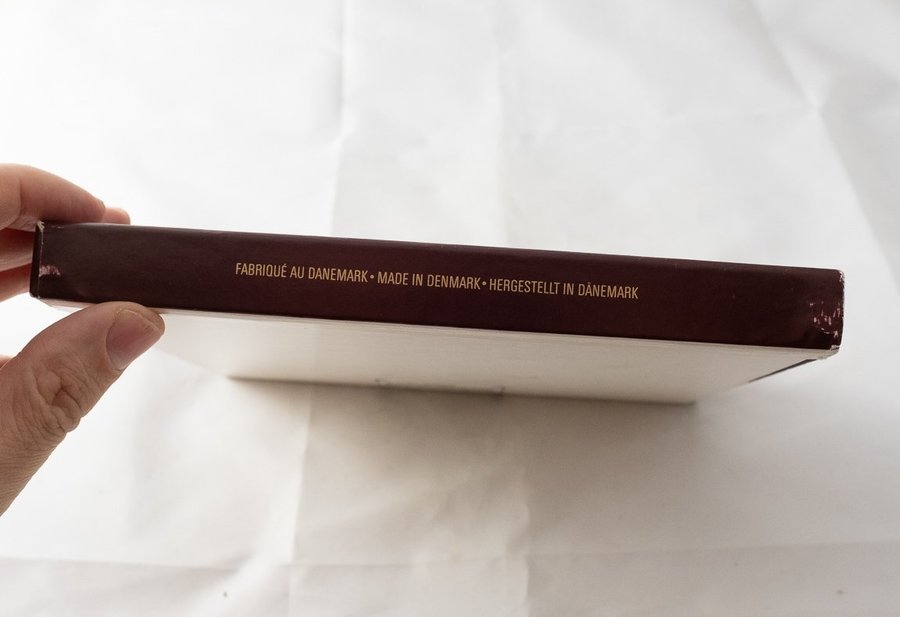 FABRIQUÉ AU DANEMARK • MADE IN DENMARK • HERGESTELLT IN DÄNEMARK